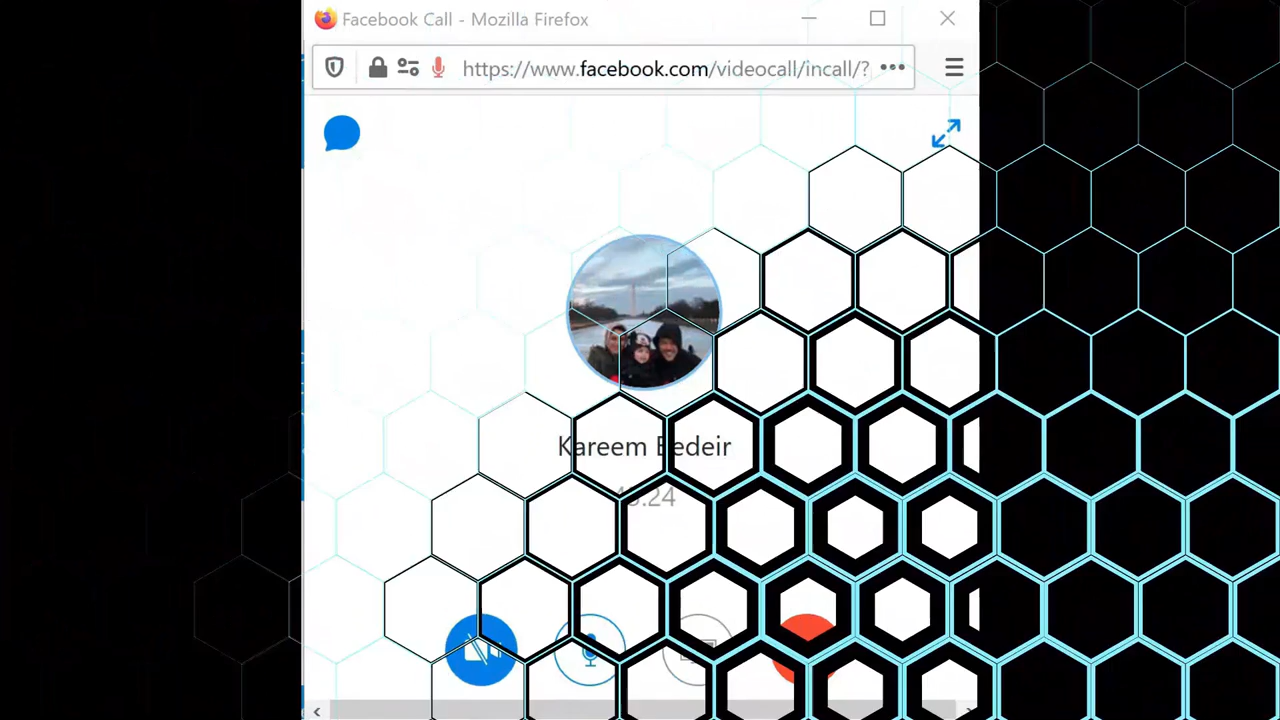 Facebook Call - Mozilla Firefox
https://www.facebook.com/videocall/incall/?
Kareem Bedeir